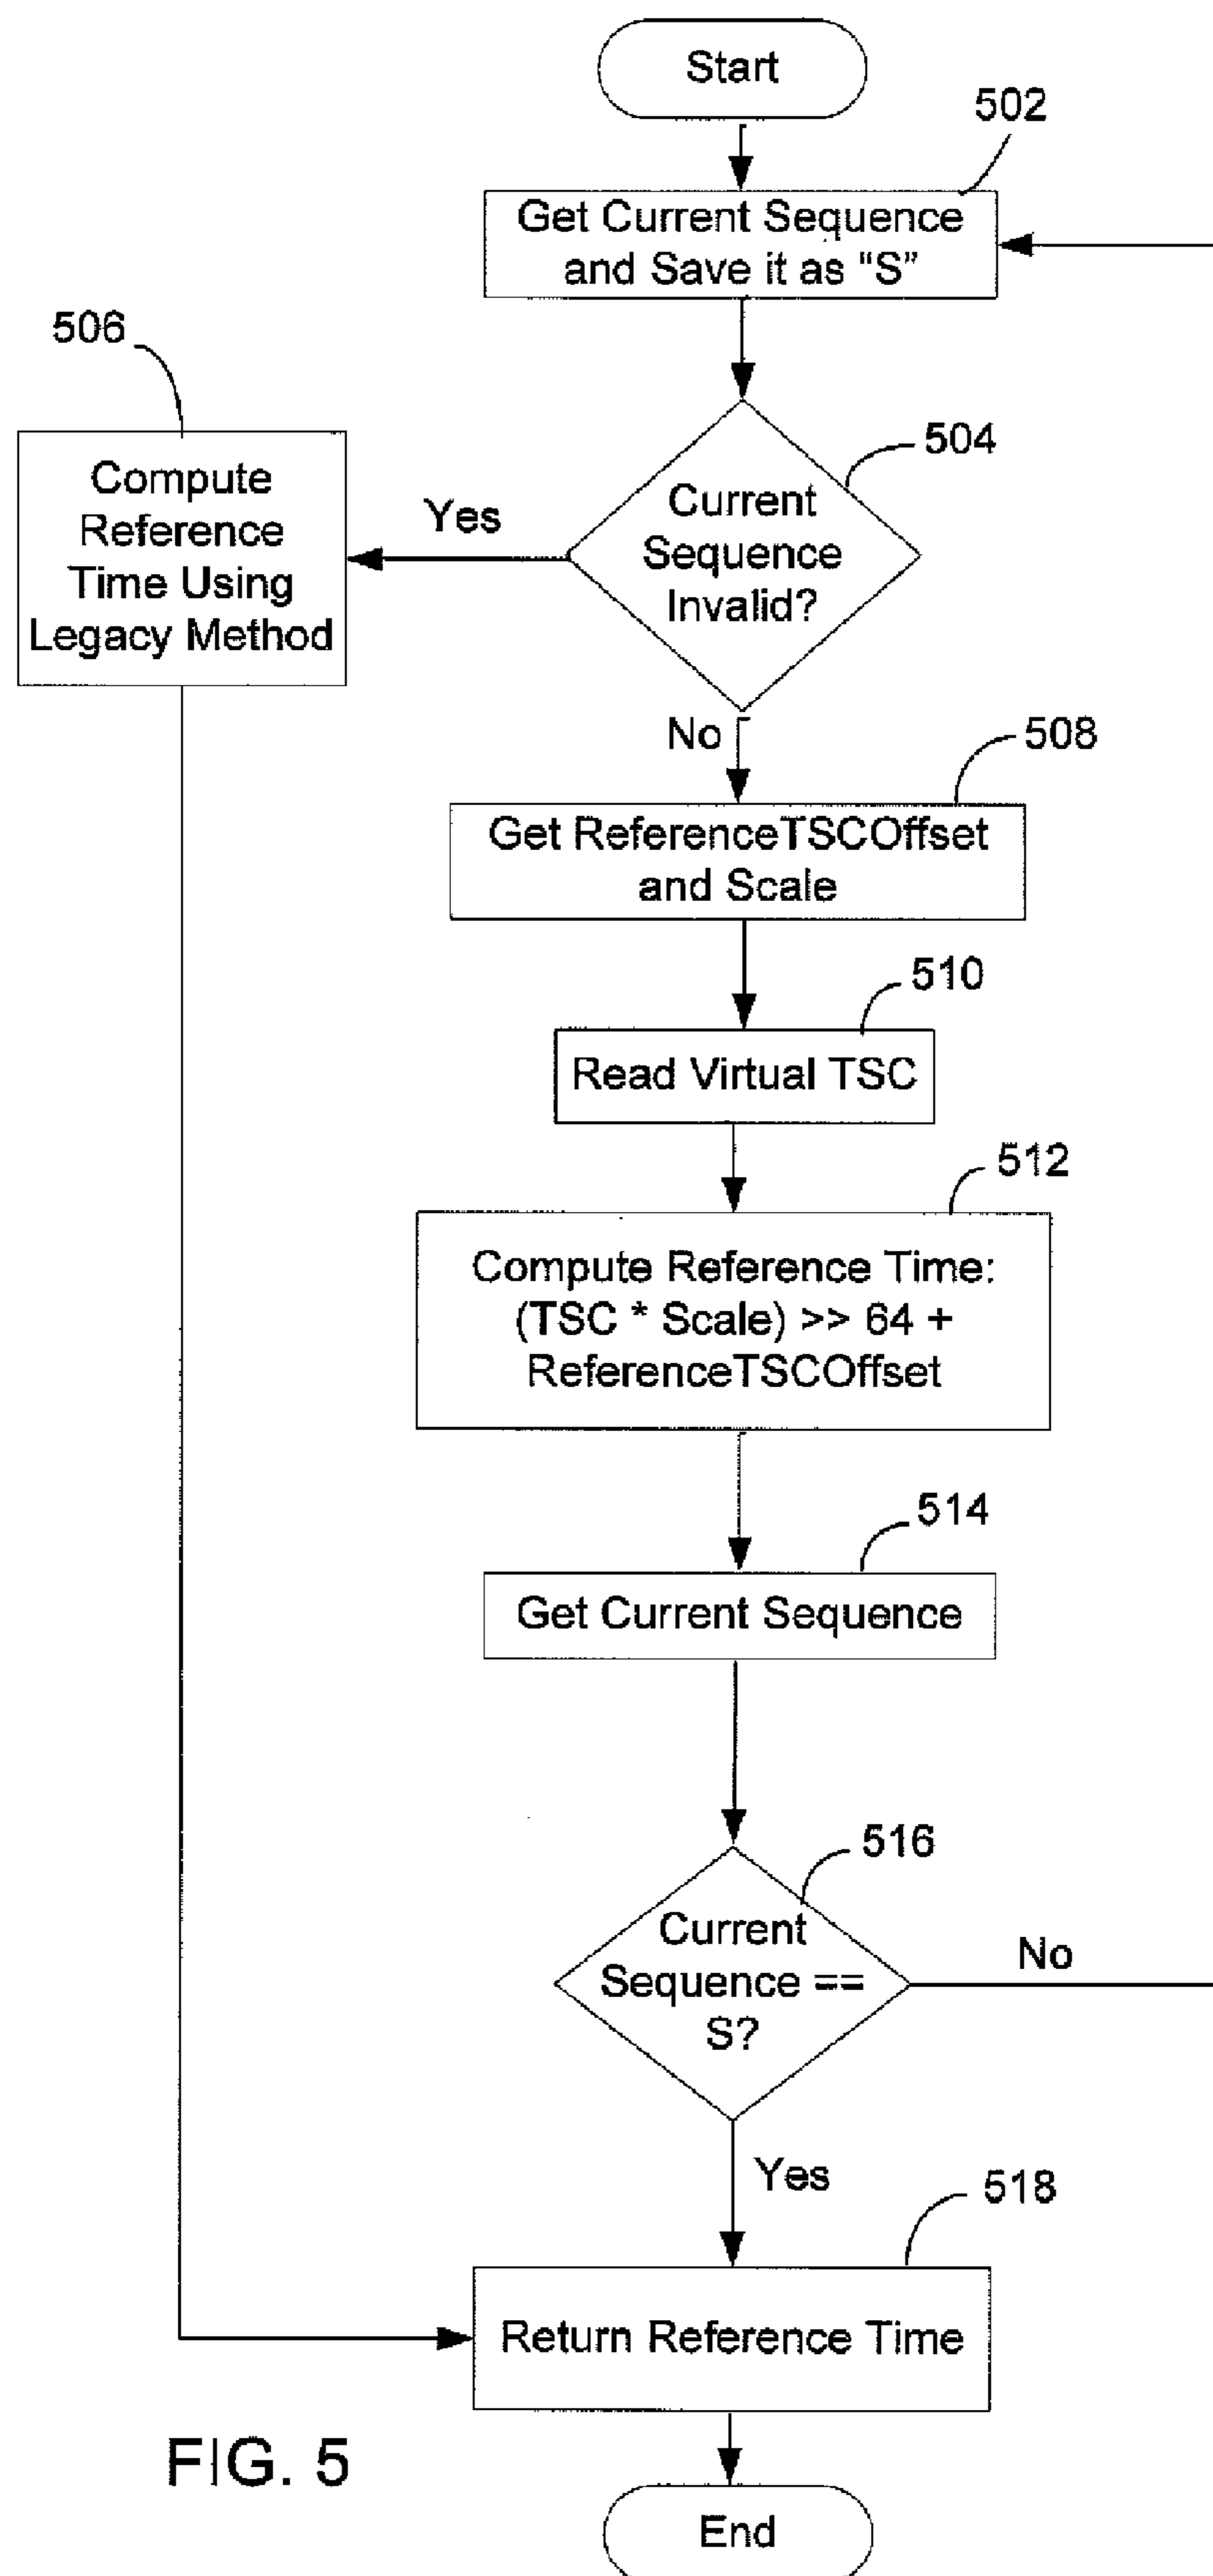 Start
502
Get Current Sequence
and Save it as “S”
506
504
Compute
Reference
Time Using
Legacy Method
Yes
Current
Sequence
Invalid?
No
508
Get ReferenceTSCOffset
and Scale
510
Read Virtual TSC
512
Compute Reference Time:
(TSC * Scale) >> 64 +
ReferenceTSCOffset
514
Get Current Sequence
516
Current
Sequence ==
S?
No
Yes
518
Return Reference Time
FIG. 5
End